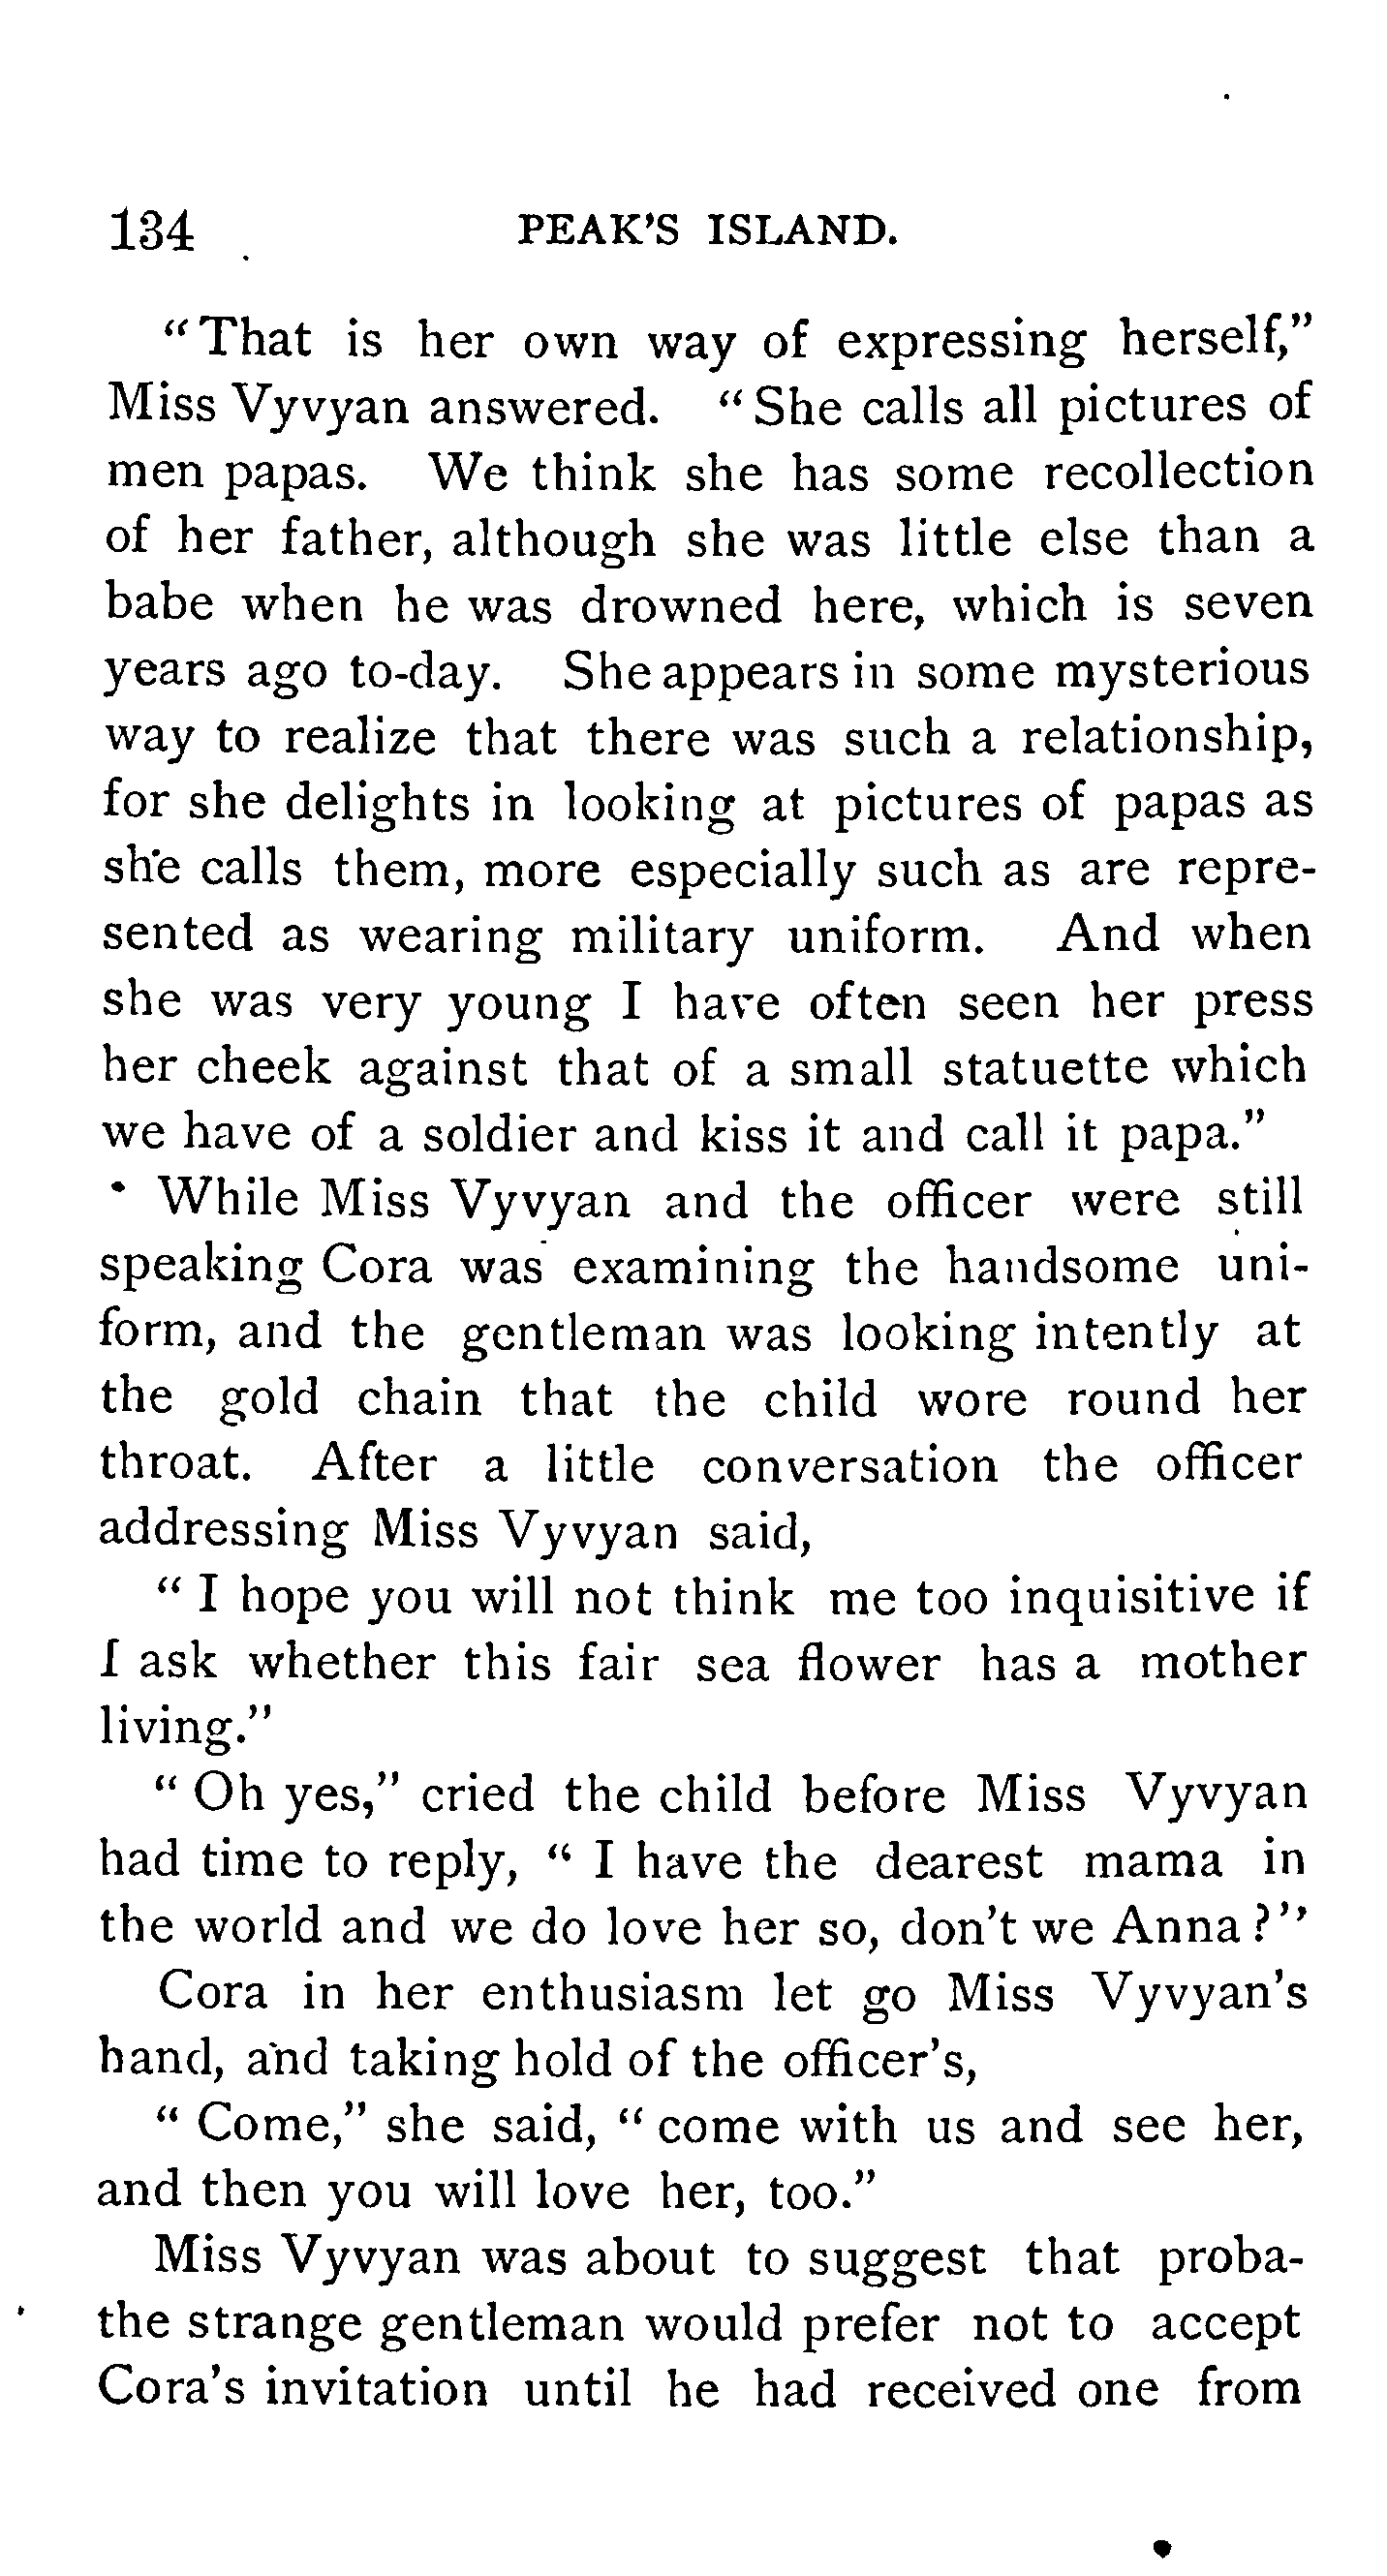 134 PEAK'S ISLAND.
"That is her own way of expressing herself,"
Miss Vyvyan answered. "She calls all pictures of
men papas. We think she has some recollection
of her father, although she was little else than a
babe when he was drowned here, which is seven
years ago to-day. She appears in some mysterious
way to realize that there was such a relationship,
for she delights in looking at pictures of papas as
she calls them, more especially such as are repre-
sented as wearing military uniform. And when
she was very young I have often seen her press
her cheek against that of a small statuette which
we have of a soldier and kiss it and call it papa."
While Miss Vyvyan and the officer were still
speaking Cora was examining the handsome uni-
form, and the gentleman was looking intently at
the gold chain that the child wore round her
throat. After a little conversation the officer
addressing Miss Vyvyan said,
"I hope you will not think me too inquisitive if
I ask whether this fair sea flower has a mother
living."
"Oh yes," cried the child before Miss Vyvyan
had time to reply, "I have the dearest mama in
the world and we do love her so, don't we Anna?"
Cora in her enthusiasm let go Miss Vyvyan's
hand, and taking hold of the officer's,
"Come," she said, "come with us and see her,
and then you will love her, too."
Miss Vyvyan was about to suggest that proba-
the strange gentleman would prefer not to accept
Cora's invitation until he had received one from